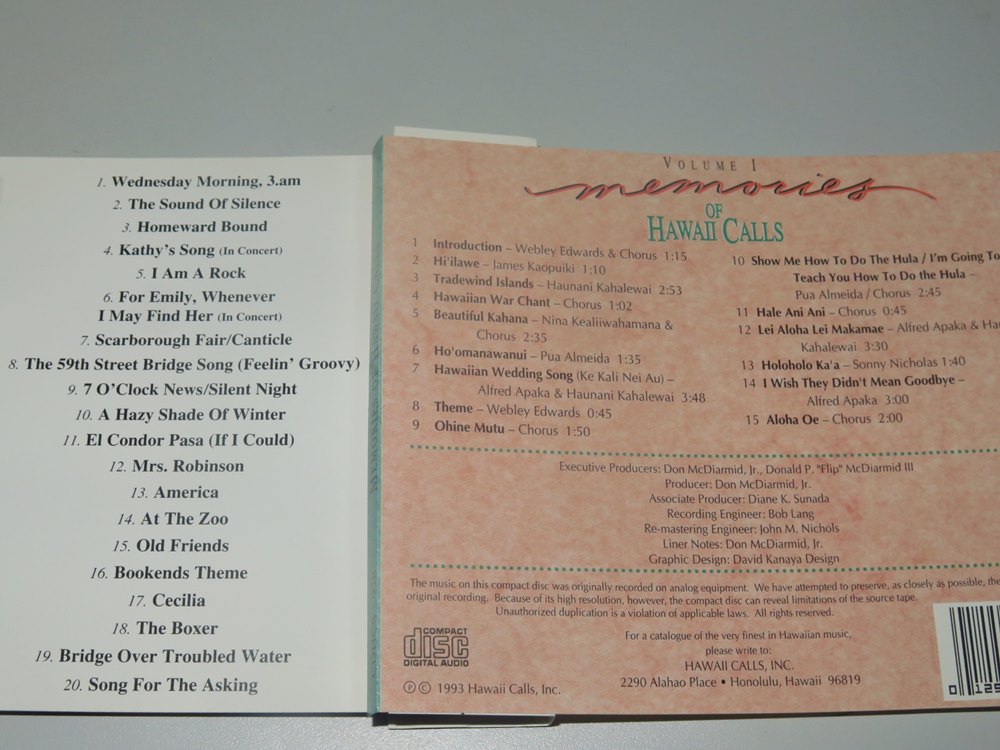 1. Wednesday Morning, 3.am
2. The Sound Of Silence
3. Homeward Bound
4. Kathy's Song (In Concert)
5. I Am A Rock
6. For Emily, Whenever
I May Find Her (In Concert)
7. Scarborough Fair/Canticle
8. The 59th Street Bridge Song (Feelin' Groovy)
9. 7 O'Clock News/Silent Night
10. A Hazy Shade Of Winter
11. El Condor Pasa (If I Could)
12. Mrs. Robinson
13. America
14. At The Zoo
15. Old Friends
16. Bookends Theme
17. Cecilia
18. The Boxer
19. Bridge Over Troubled Water
20. Song For The Asking
VOLUME I
memories
OF
HAWAII CALLS
1 Introduction – Webley Edwards & Chorus 1:15
2 Hi'ilawe – James Kaopuiki 1:10
3 Tradewind Islands – Haunani Kahalewai 2:53
4 Hawaiian War Chant – Chorus 1:02
5 Beautiful Kahana – Nina Kealiiwahamana &
Chorus 2:35
6 Ho'omanawanui – Pua Almeida 1:35
7 Hawaiian Wedding Song (Ke Kali Nei Au) –
Alfred Apaka & Haunani Kahalewai 3:48
8 Theme – Webley Edwards 0:45
9 Ohine Mutu – Chorus 1:50
10 Show Me How To Do The Hula / I'm Going To
Teach You How To Do the Hula –
Pua Almeida / Chorus 2:45
11 Hale Ani Ani – Chorus 0:45
12 Lei Aloha Lei Makamae – Alfred Apaka &
Kahalewai 3:30
13 Holoholo Ka'a – Sonny Nicholas 1:40
14 I Wish They Didn't Mean Goodbye –
Alfred Apaka 3:00
15 Aloha Oe – Chorus 2:00
Executive Producers: Don McDiarmid, Jr., Donald P. "Flip" McDiarmid III
Producer: Don McDiarmid, Jr.
Associate Producer: Diane K. Sunada
Recording Engineer: Bob Lang
Re-mastering Engineer: John M. Nichols
Liner Notes: Don McDiarmid, Jr.
Graphic Design: David Kanaya Design
The music on this compact disc was originally recorded on analog equipment. We have attempted to preserve, as closely as possible, the
original recording. Because of its high resolution, however, the compact disc can reveal limitations of the source tape.
Unauthorized duplication is a violation of applicable laws. All rights reserved.
COMPACT
disc
DIGITAL AUDIO
For a catalogue of the very finest in Hawaiian music,
please write to:
HAWAII CALLS, INC.
2290 Alahao Place • Honolulu, Hawaii 96819
℗ © 1993 Hawaii Calls, Inc.